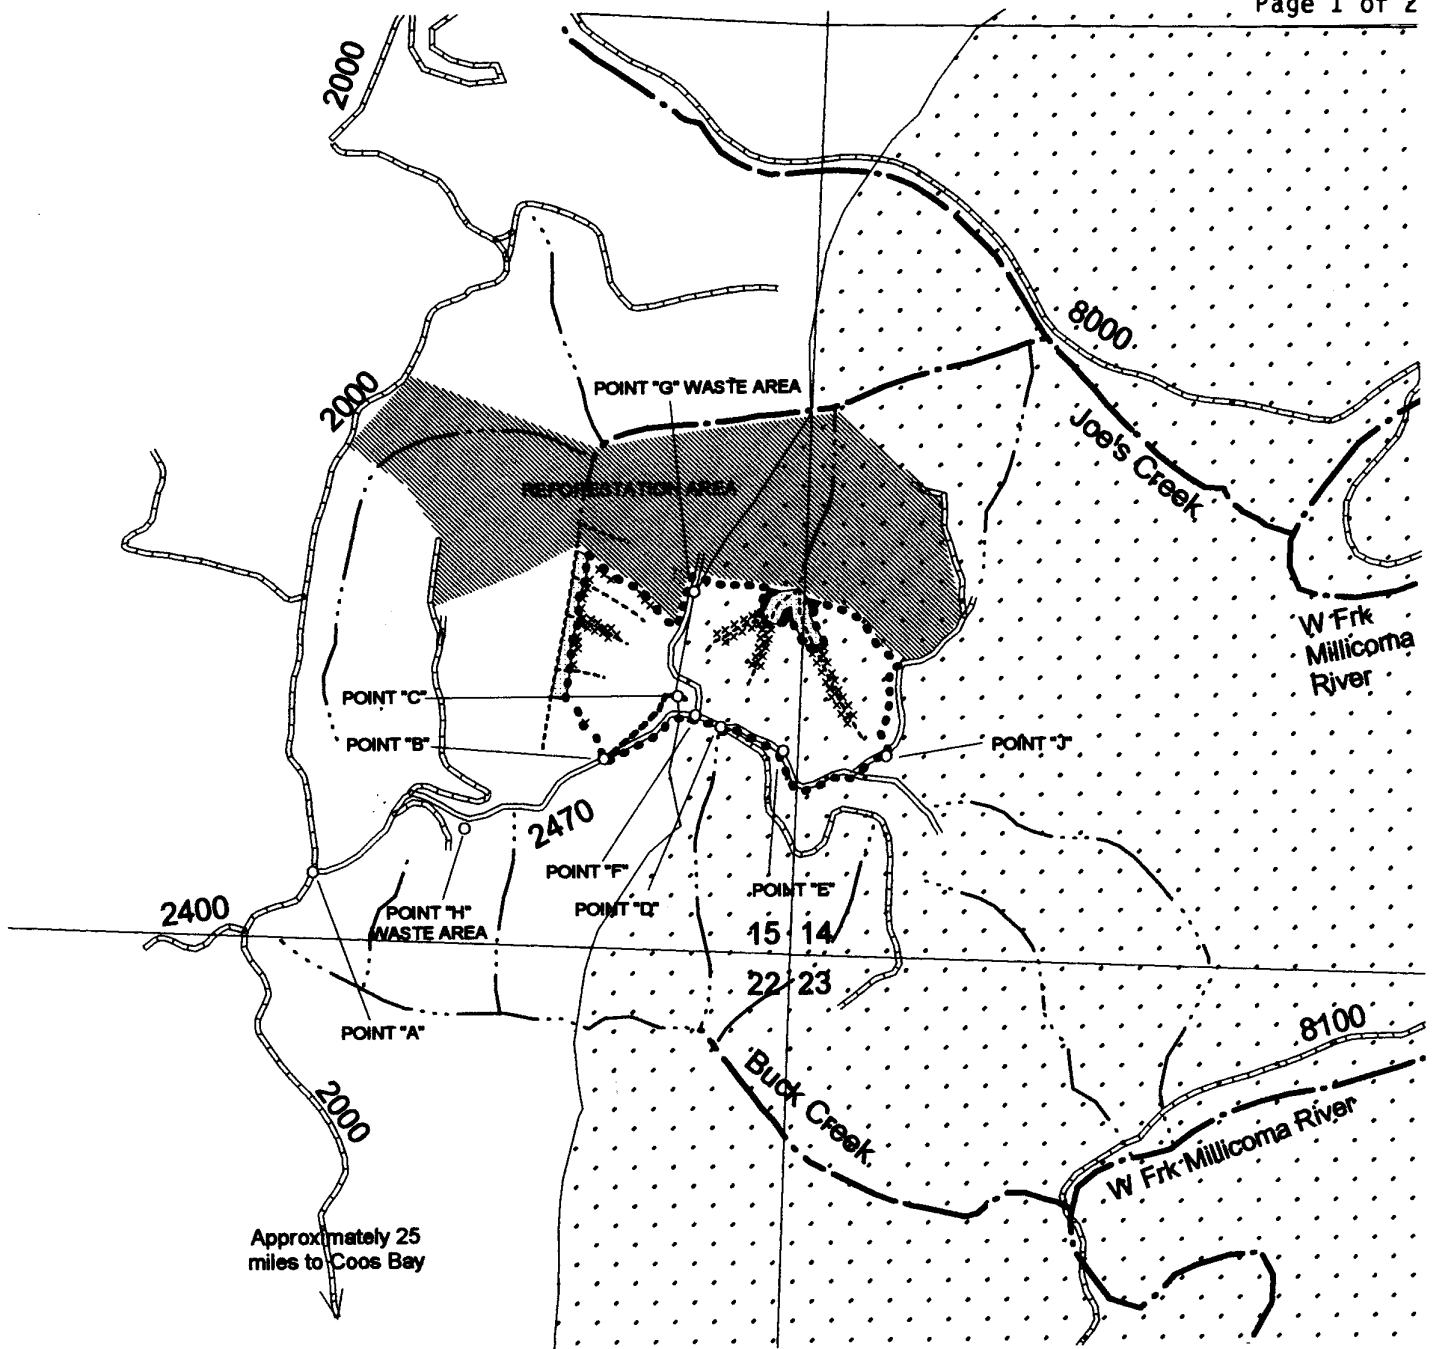 Page 1 of 2
2000
8000
POINT "G" WASTE AREA
2000
Joe's Creek
REFORESTATION AREA
W Frk
Millicoma
River
POINT "C"
POINT "B"
POINT "J"
2470
POINT "F"
POINT "E"
POINT "D"
2400
POINT "H"
WASTE AREA
15 14
22 23
POINT "A"
8100
Buck Creek
2000
W Frk Millicoma River
Approximately 25
miles to Coos Bay